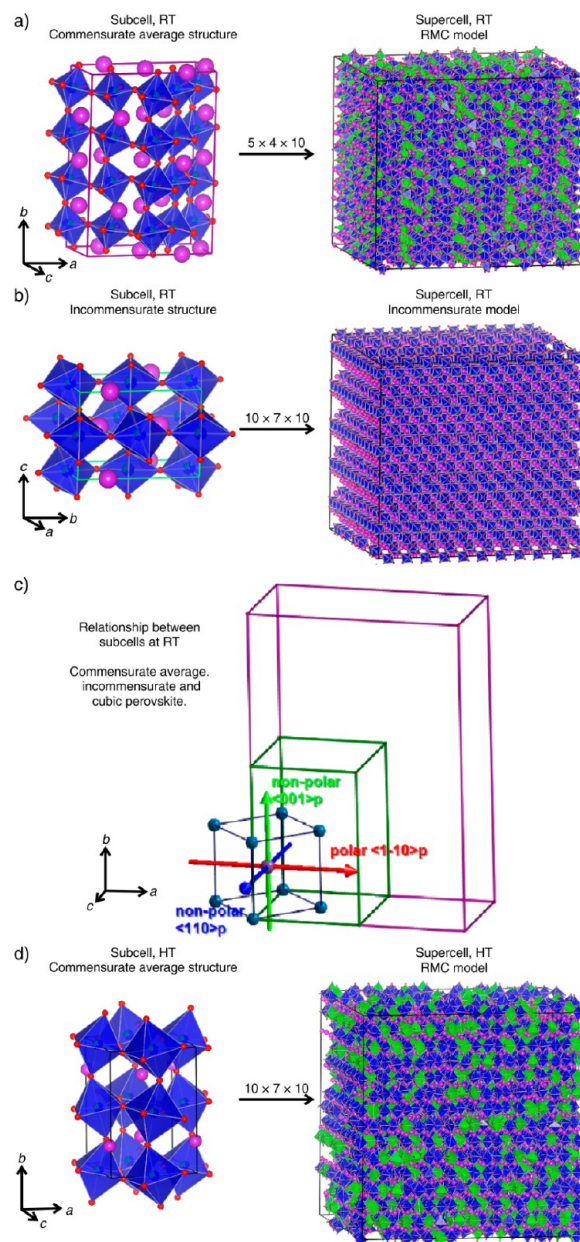 a)
Subcell, RT
Commensurate average structure
Supercell, RT
RMC model
5 × 4 × 10
b
c
a
b)
Subcell, RT
Incommensurate structure
Supercell, RT
Incommensurate model
10 × 7 × 10
c
a
b
c)
Relationship between
subcells at RT
Commensurate average.
incommensurate and
cubic perovskite.
non-polar
<001>p
polar <1-10>p
non-polar
<110>p
b
c
a
d)
Subcell, HT
Commensurate average structure
Supercell, HT
RMC model
10 × 7 × 10
b
c
a